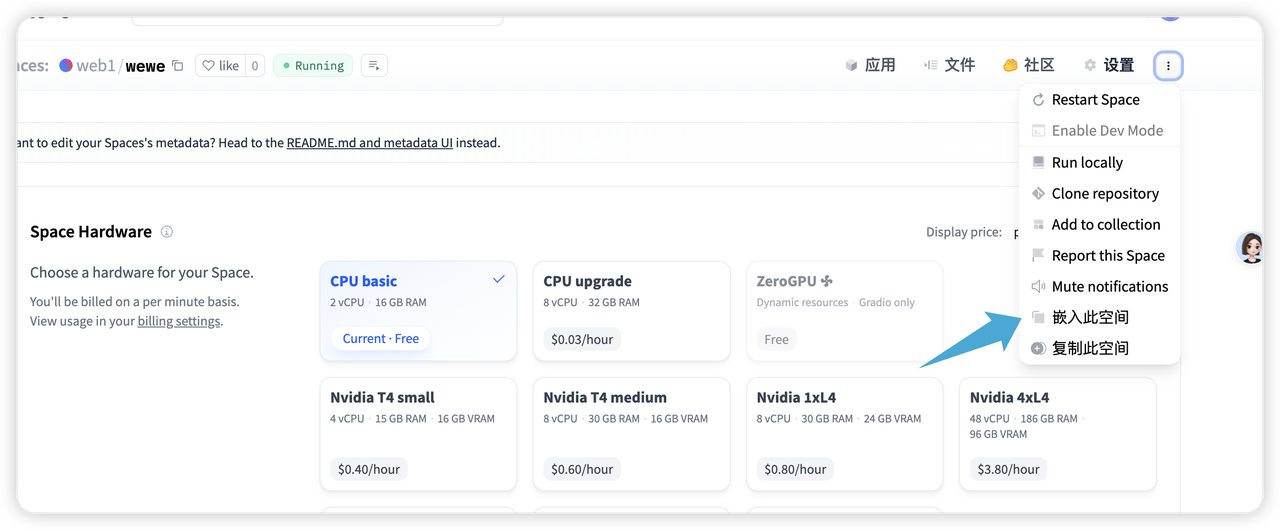 aces: web1/wewe like 0 Running 应用 文件 社区 设置
Restart Space
Enable Dev Mode
Run locally
Clone repository
Add to collection
Report this Space
Mute notifications
嵌入此空间
复制此空间
ant to edit your Spaces's metadata? Head to the README.md and metadata UI instead.
Space Hardware
Display price: p
Choose a hardware for your Space.
You'll be billed on a per minute basis.
View usage in your billing settings.
CPU basic
2 vCPU · 16 GB RAM
Current · Free
CPU upgrade
8 vCPU · 32 GB RAM
$0.03/hour
ZeroGPU
Dynamic resources · Gradio only
Free
Nvidia T4 small
4 vCPU · 15 GB RAM · 16 GB VRAM
$0.40/hour
Nvidia T4 medium
8 vCPU · 30 GB RAM · 16 GB VRAM
$0.60/hour
Nvidia 1xL4
8 vCPU · 30 GB RAM · 24 GB VRAM
$0.80/hour
Nvidia 4xL4
48 vCPU · 186 GB RAM ·
96 GB VRAM
$3.80/hour